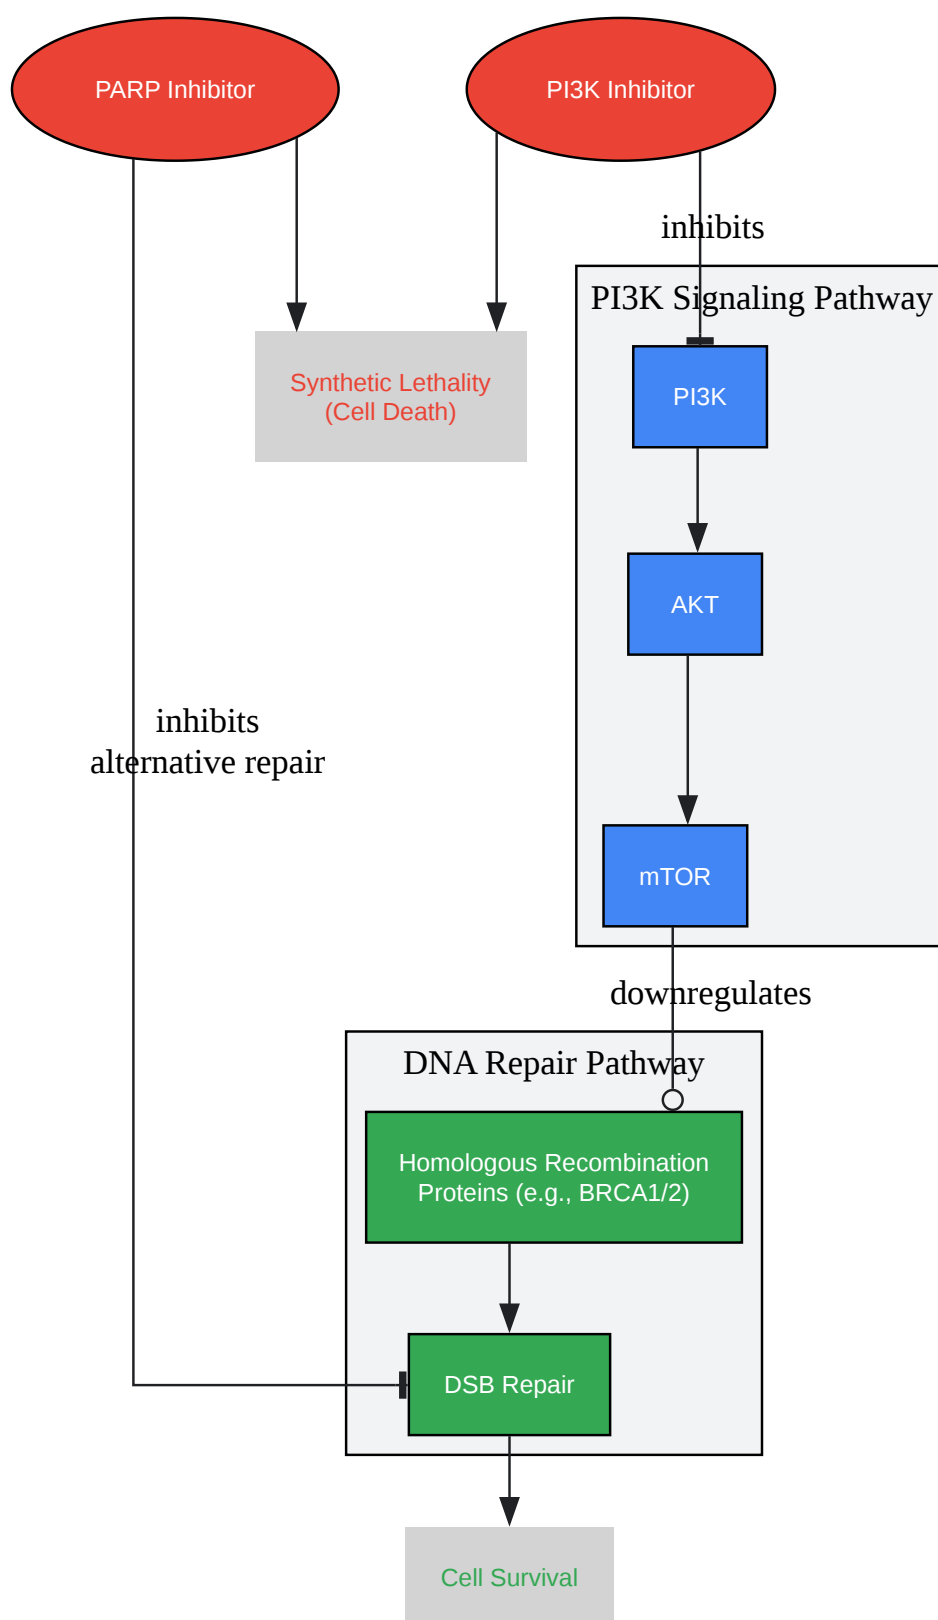 PARP Inhibitor
PI3K Inhibitor
inhibits
PI3K Signaling Pathway
Synthetic Lethality
(Cell Death)
PI3K
AKT
inhibits
alternative repair
mTOR
downregulates
DNA Repair Pathway
Homologous Recombination
Proteins (e.g., BRCA1/2)
DSB Repair
Cell Survival